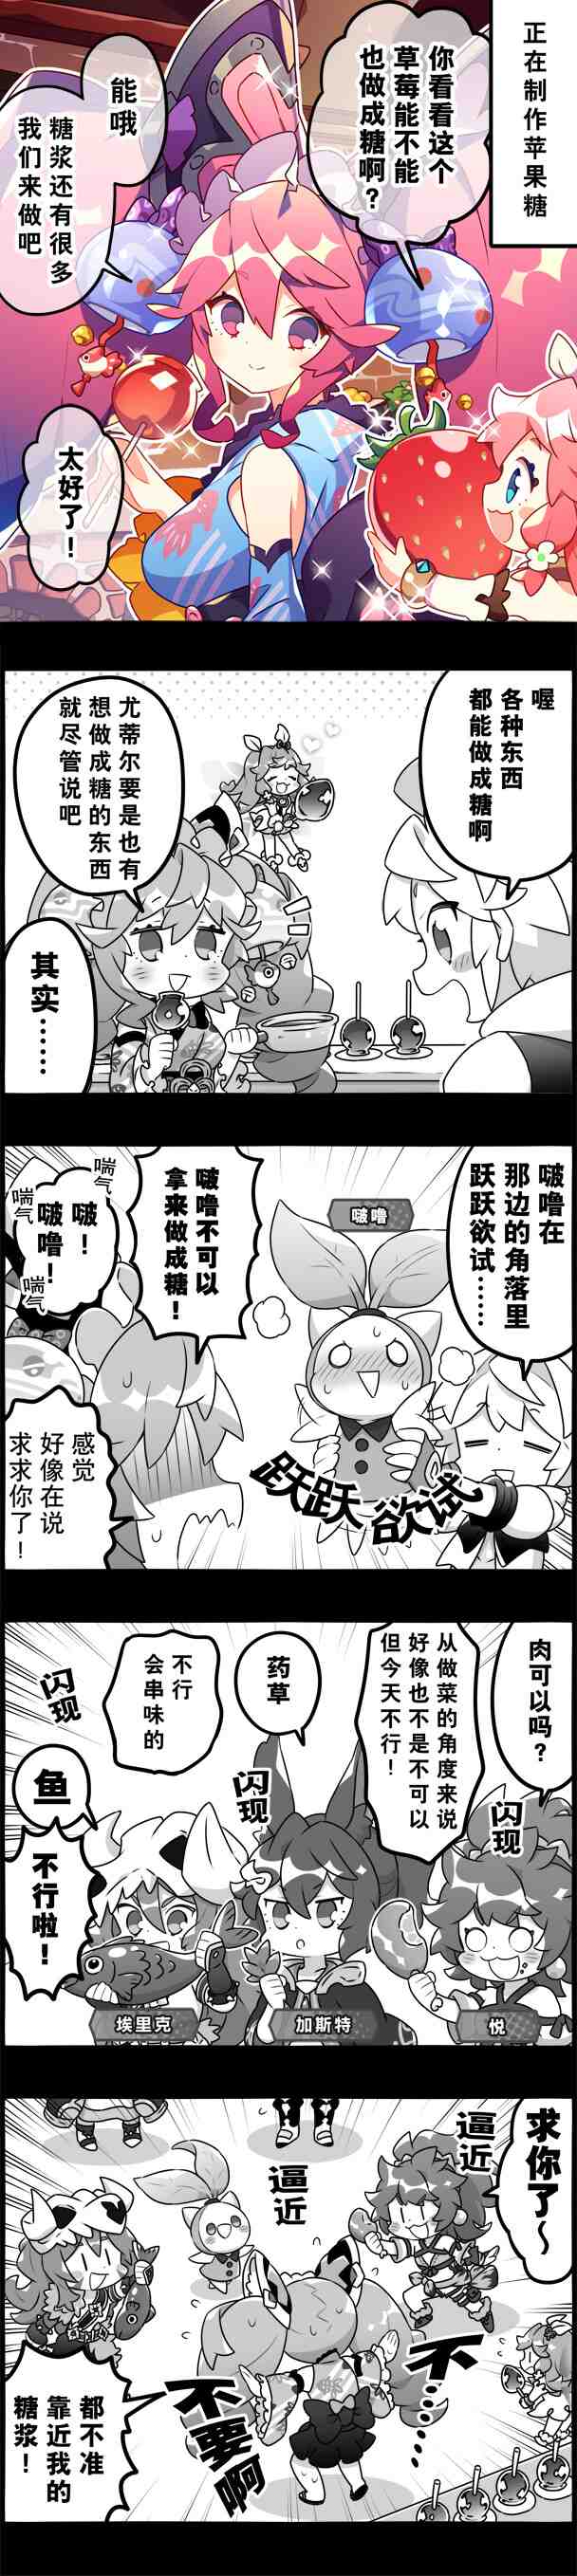 正在制作苹果糖
你看看这个
草莓能不能
也做成糖啊？
能哦
糖浆还有很多
我们来做吧
太好了！
喔
各种东西
都能做成糖啊
尤蒂尔要是也有
想做成糖的东西
就尽管说吧
其实……
啵噜在
那边的角落里
跃跃欲试……
啵噜
跃跃欲试
啵噜不可以
拿来做成糖！
喘气
啵！
喘气
啵噜！
喘气
感觉
好像在说
求求你了！
肉可以吗？
闪现
悦
从做菜的角度来说
好像也不是不可以
但今天不行！
药草
闪现
加斯特
不行
会串味的
闪现
鱼
埃里克
不行啦！
求你了～
逼近
逼近
不……
不要啊
都不准
靠近我的
糖浆！